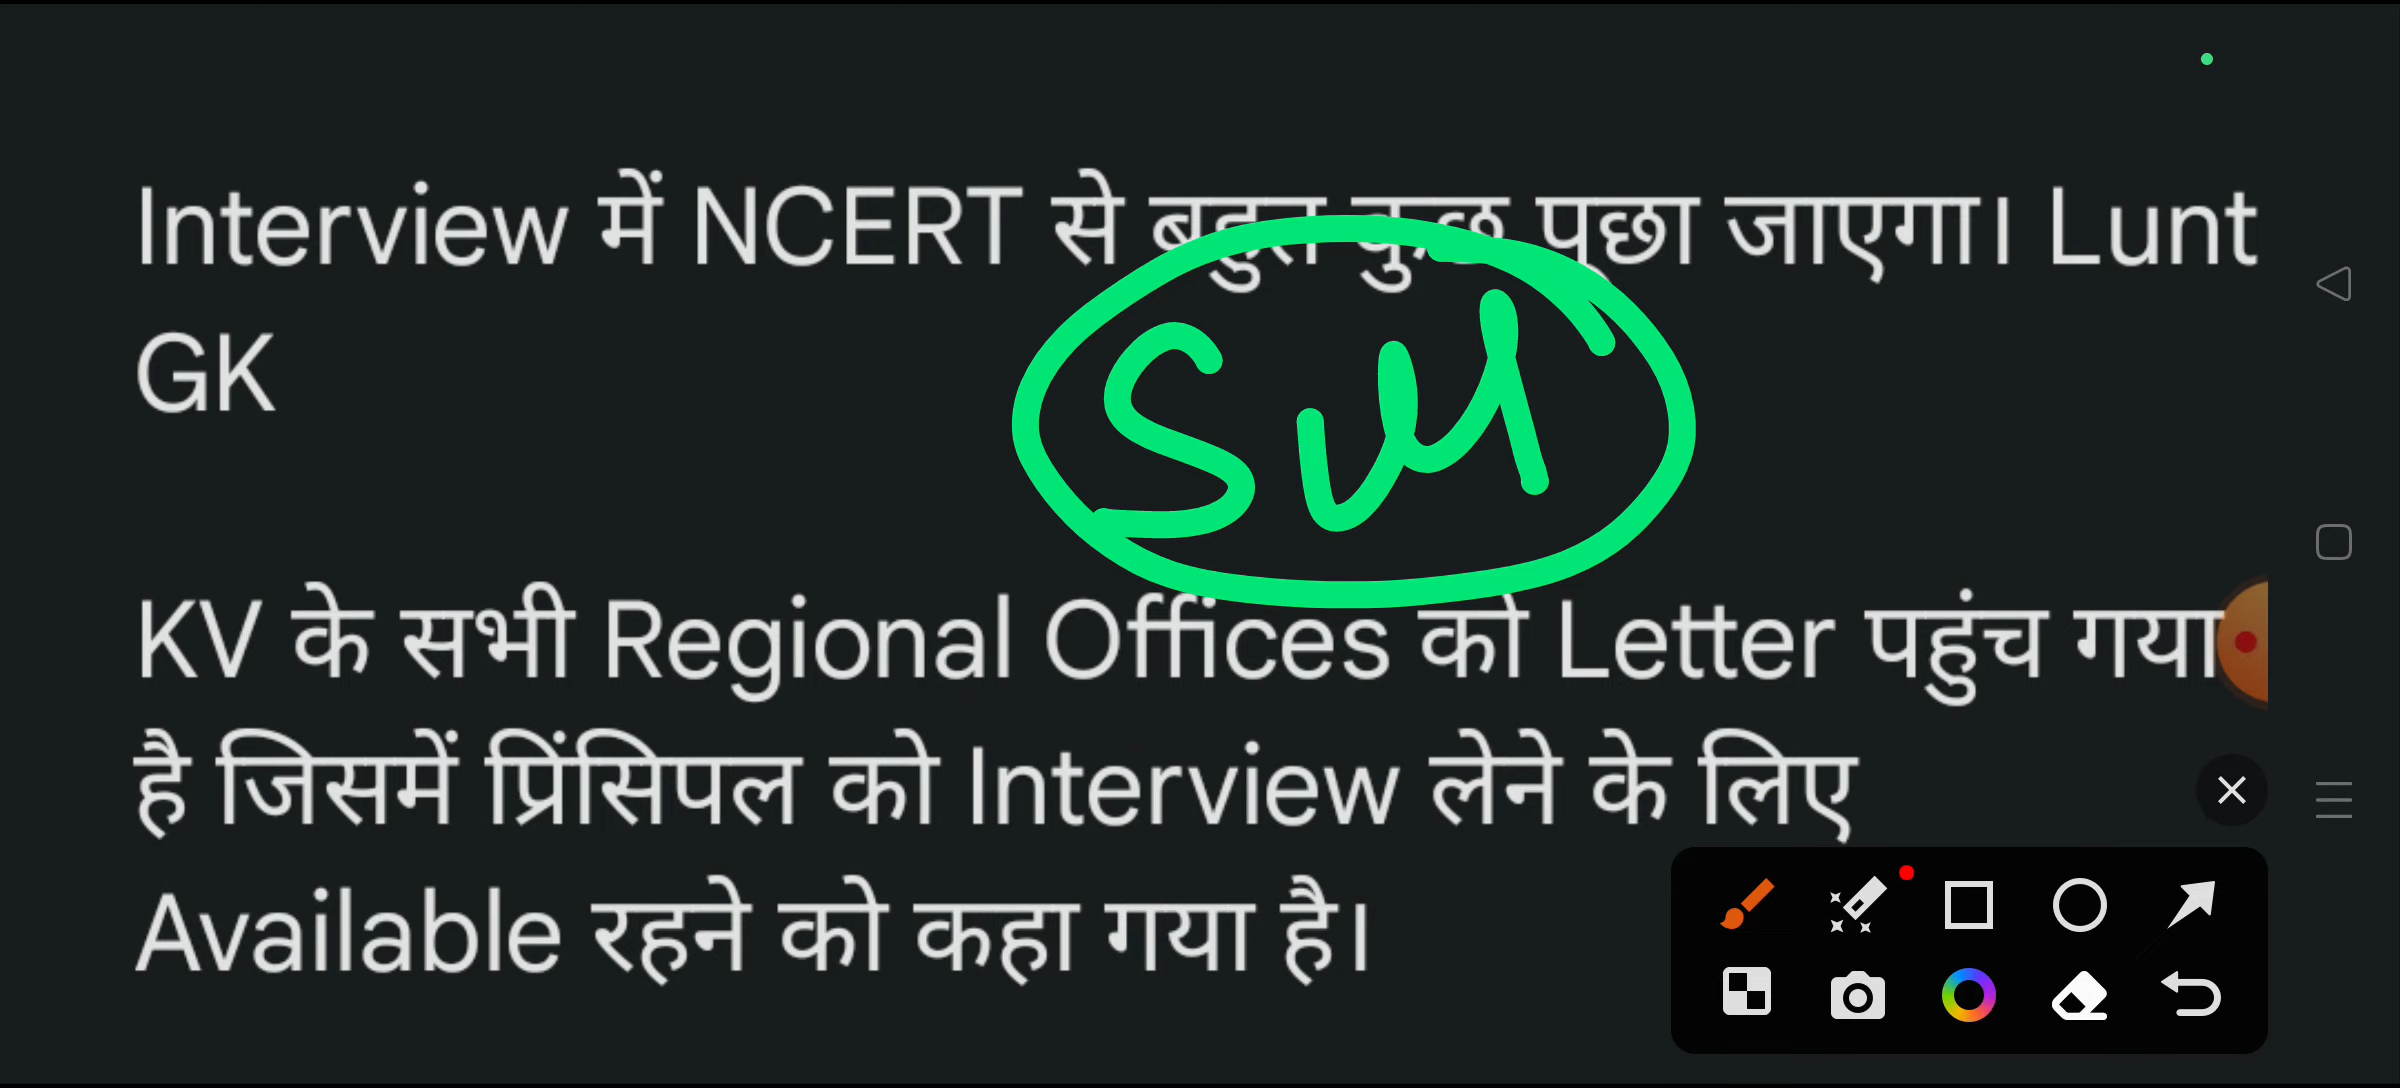 Interview में NCERT से बहुत कुछ पूछा जाएगा। Lunt
GK
KV के सभी Regional Offices को Letter पहुंच गया
है जिसमें प्रिंसिपल को Interview लेने के लिए
Available रहने को कहा गया है।